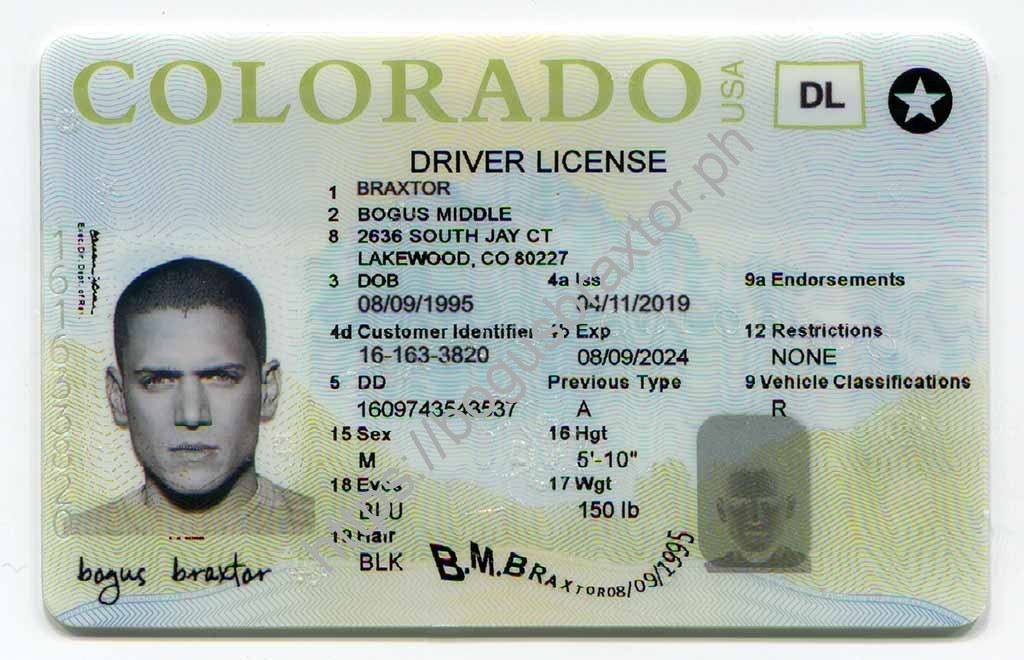 COLORADO USA DL
DRIVER LICENSE
1 BRAXTOR
2 BOGUS MIDDLE
8 2636 SOUTH JAY CT
LAKEWOOD, CO 80227
3 DOB 4a Iss 9a Endorsements
08/09/1995 04/11/2019
4d Customer Identifier 4b Exp 12 Restrictions
16-163-3820 08/09/2024 NONE
5 DD Previous Type 9 Vehicle Classifications
A R
15 Sex 16 Hgt
M 5'-10"
18 Eyes 17 Wgt
BLU 150 lb
19 Hair
BLK
B.M.BRAXTOR08/09/1995
bogus braxtor
https://bogusbraxtor.ph